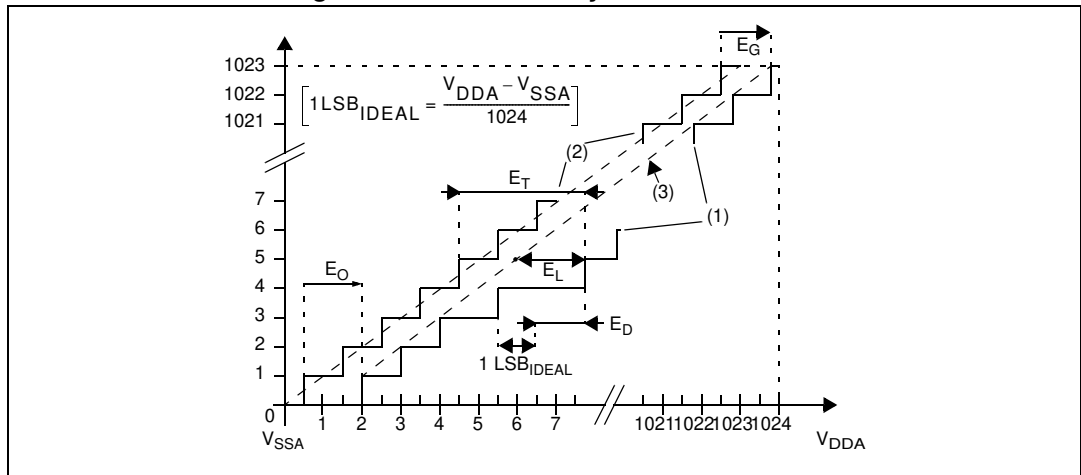 E_G
1023
1022
1021
[1LSB_IDEAL = (V_DDA − V_SSA) / 1024]
(2)
(3)
(1)
E_T
7
6
5
4
3
2
1
0
E_O
E_L
E_D
1 LSB_IDEAL
1 2 3 4 5 6 7 1021 1022 1023 1024
V_SSA
V_DDA